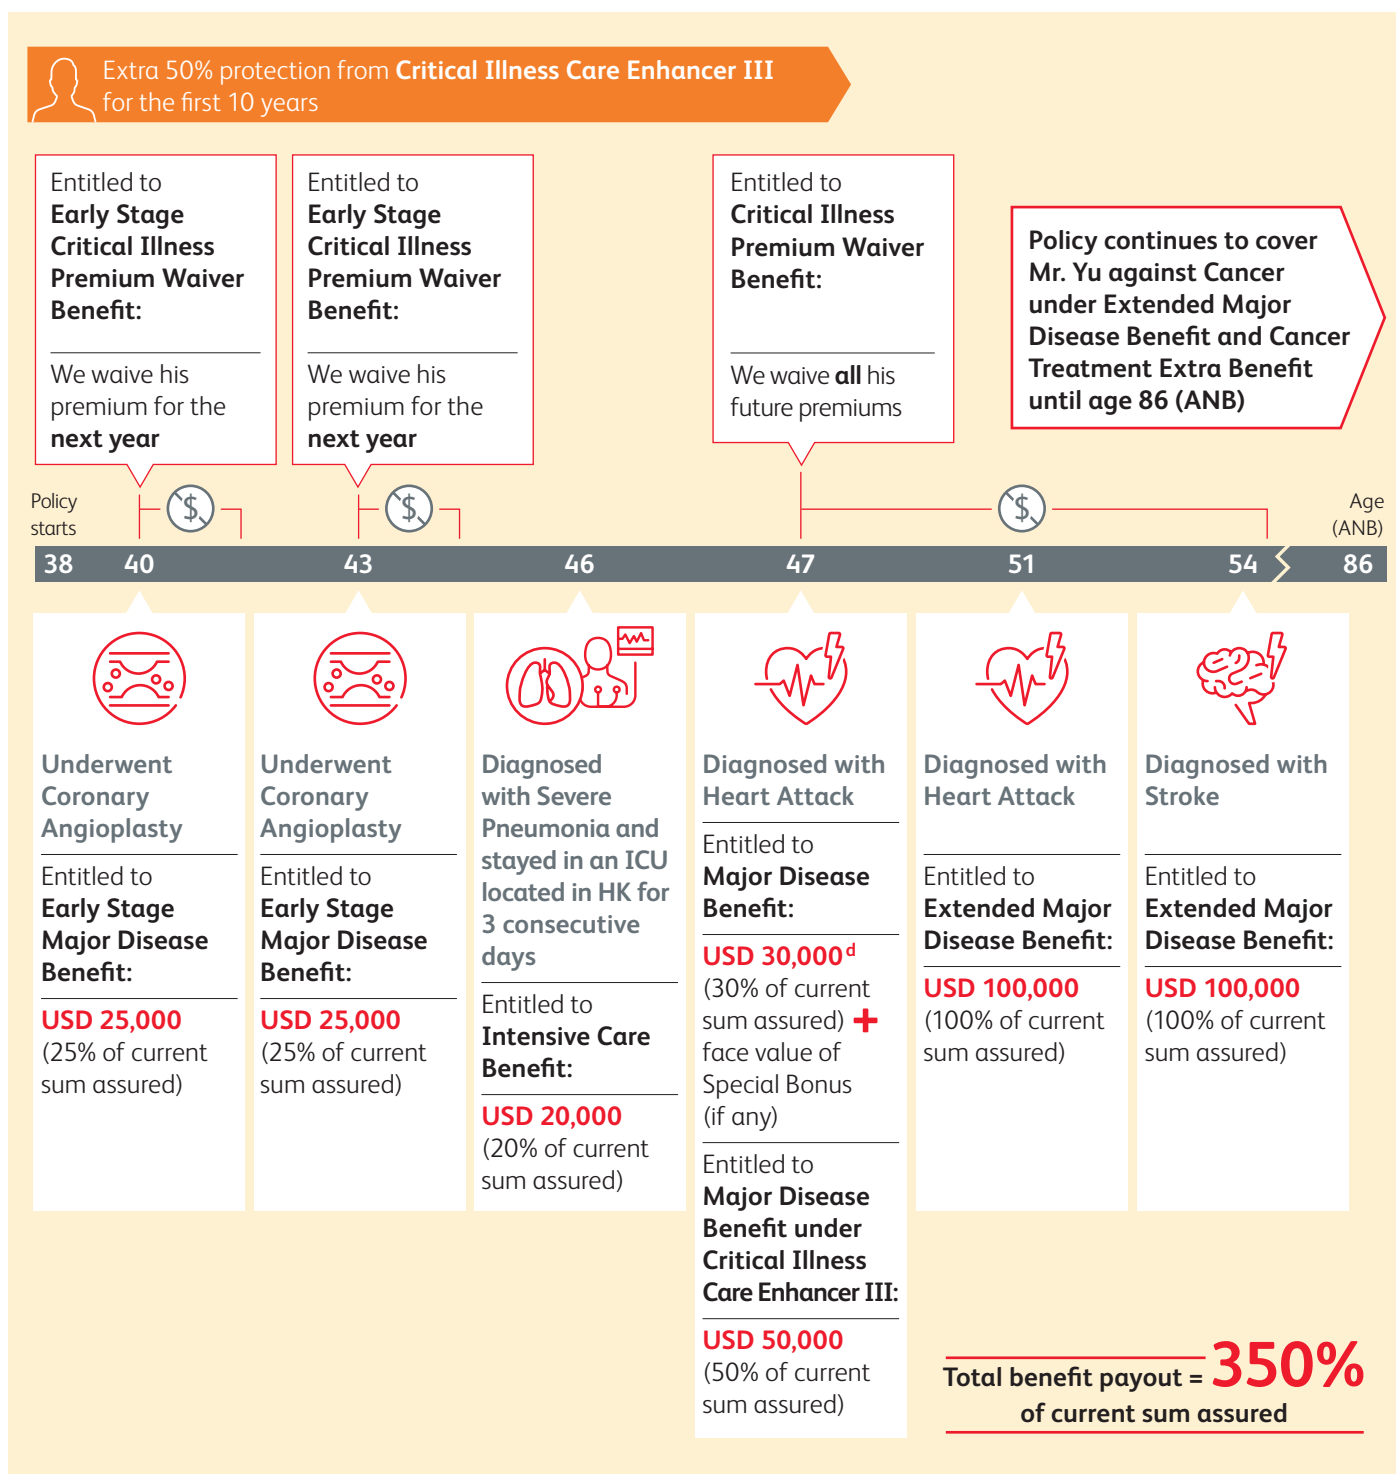 Extra 50% protection from Critical Illness Care Enhancer III
for the first 10 years
Entitled to
Early Stage
Critical Illness
Premium Waiver
Benefit:
We waive his
premium for the
next year
Entitled to
Early Stage
Critical Illness
Premium Waiver
Benefit:
We waive his
premium for the
next year
Entitled to
Critical Illness
Premium Waiver
Benefit:
We waive all his
future premiums
Policy continues to cover
Mr. Yu against Cancer
under Extended Major
Disease Benefit and Cancer
Treatment Extra Benefit
until age 86 (ANB)
Policy
starts
$
$
$
Age
(ANB)
38 40 43 46 47 51 54 86
Underwent
Coronary
Angioplasty
Entitled to
Early Stage
Major Disease
Benefit:
USD 25,000
(25% of current
sum assured)
Underwent
Coronary
Angioplasty
Entitled to
Early Stage
Major Disease
Benefit:
USD 25,000
(25% of current
sum assured)
Diagnosed
with Severe
Pneumonia and
stayed in an ICU
located in HK for
3 consecutive
days
Entitled to
Intensive Care
Benefit:
USD 20,000
(20% of current
sum assured)
Diagnosed with
Heart Attack
Entitled to
Major Disease
Benefit:
USD 30,000 d
(30% of current
sum assured) +
face value of
Special Bonus
(if any)
Entitled to
Major Disease
Benefit under
Critical Illness
Care Enhancer III:
USD 50,000
(50% of current
sum assured)
Diagnosed with
Heart Attack
Entitled to
Extended Major
Disease Benefit:
USD 100,000
(100% of current
sum assured)
Diagnosed with
Stroke
Entitled to
Extended Major
Disease Benefit:
USD 100,000
(100% of current
sum assured)
Total benefit payout = 350%
of current sum assured